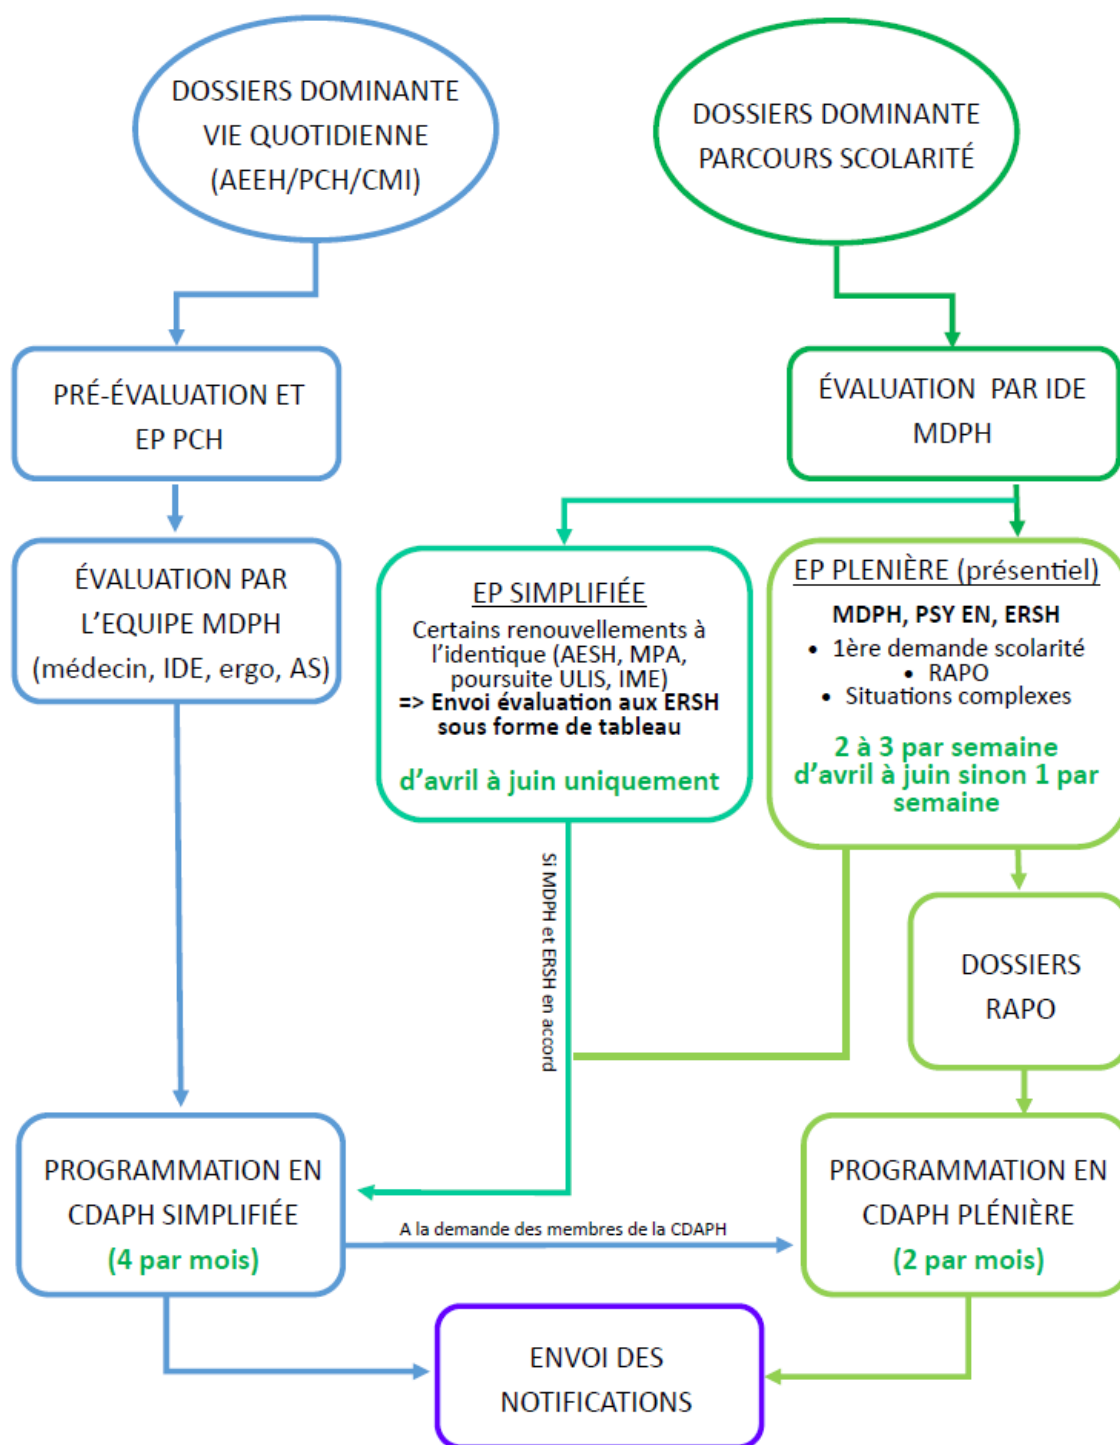 DOSSIERS DOMINANTE
VIE QUOTIDIENNE
(AEEH/PCH/CMI)
DOSSIERS DOMINANTE
PARCOURS SCOLARITÉ
PRÉ-ÉVALUATION ET
EP PCH
ÉVALUATION PAR IDE
MDPH
ÉVALUATION PAR
L’EQUIPE MDPH
(médecin, IDE, ergo, AS)
EP SIMPLIFIÉE
Certains renouvellements à
l’identique (AESH, MPA,
poursuite ULIS, IME)
=> Envoi évaluation aux ERSH
sous forme de tableau
d’avril à juin uniquement
EP PLENIÈRE (présentiel)
MDPH, PSY EN, ERSH
• 1ère demande scolarité
• RAPO
• Situations complexes
2 à 3 par semaine
d’avril à juin sinon 1 par
semaine
Si MDPH et ERSH en accord
DOSSIERS
RAPO
PROGRAMMATION EN
CDAPH SIMPLIFIÉE
(4 par mois)
A la demande des membres de la CDAPH
PROGRAMMATION EN
CDAPH PLÉNIÈRE
(2 par mois)
ENVOI DES
NOTIFICATIONS